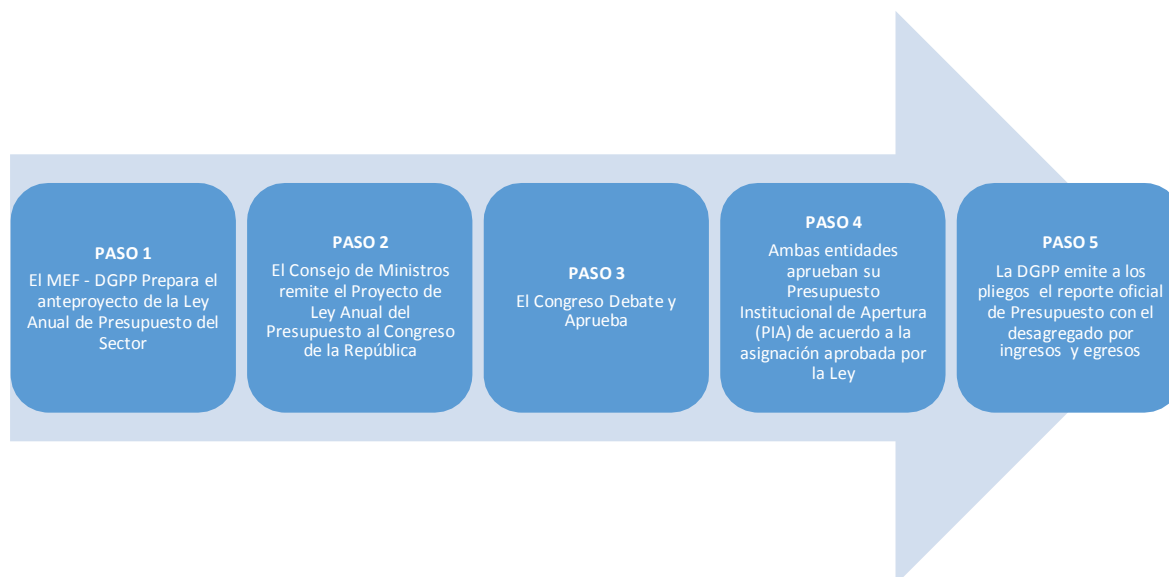 PASO 1
El MEF - DGPP Prepara el
anteproyecto de la Ley
Anual de Presupuesto del
Sector
PASO 2
El Consejo de Ministros
remite el Proyecto de
Ley Anual del
Presupuesto al Congreso
de la República
PASO 3
El Congreso Debate y
Aprueba
PASO 4
Ambas entidades
aprueban su
Presupuesto
Institucional de Apertura
(PIA) de acuerdo a la
asignación aprobada por
la Ley
PASO 5
La DGPP emite a los
pliegos el reporte oficial
de Presupuesto con el
desagregado por
ingresos y egresos